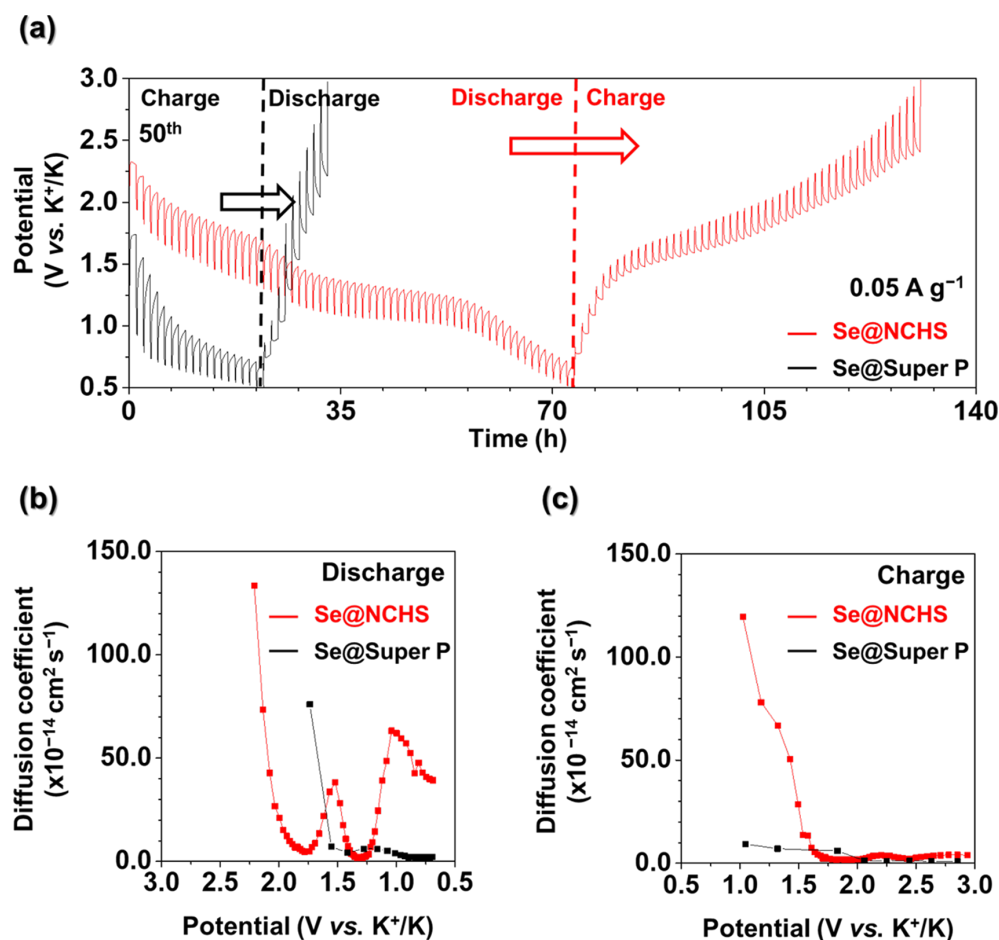 (a)
3.0
2.5
2.0
1.5
1.0
0.5
Potential
(V vs. K⁺/K)
Charge
Discharge
50th
Discharge
Charge
0.05 A g⁻¹
Se@NCHS
Se@Super P
0
35
70
105
140
Time (h)
(b)
150.0
100.0
50.0
0.0
Diffusion coefficient
(x10⁻¹⁴ cm² s⁻¹)
Discharge
Se@NCHS
Se@Super P
3.0
2.5
2.0
1.5
1.0
0.5
Potential (V vs. K⁺/K)
(c)
150.0
100.0
50.0
0.0
Diffusion coefficient
(x10⁻¹⁴ cm² s⁻¹)
Charge
Se@NCHS
Se@Super P
0.5
1.0
1.5
2.0
2.5
3.0
Potential (V vs. K⁺/K)